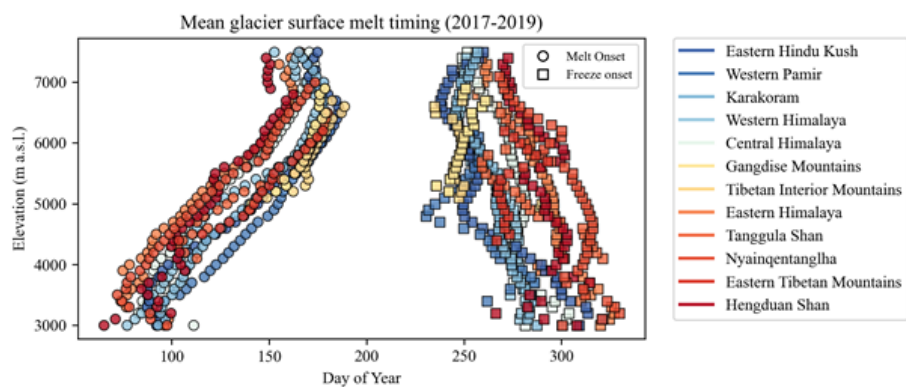 Mean glacier surface melt timing (2017-2019)
Melt Onset
Freeze onset
7000
6000
5000
4000
3000
Elevation (m a.s.l.)
100
150
200
250
300
Day of Year
Eastern Hindu Kush
Western Pamir
Karakoram
Western Himalaya
Central Himalaya
Gangdise Mountains
Tibetan Interior Mountains
Eastern Himalaya
Tanggula Shan
Nyainqentanglha
Eastern Tibetan Mountains
Hengduan Shan